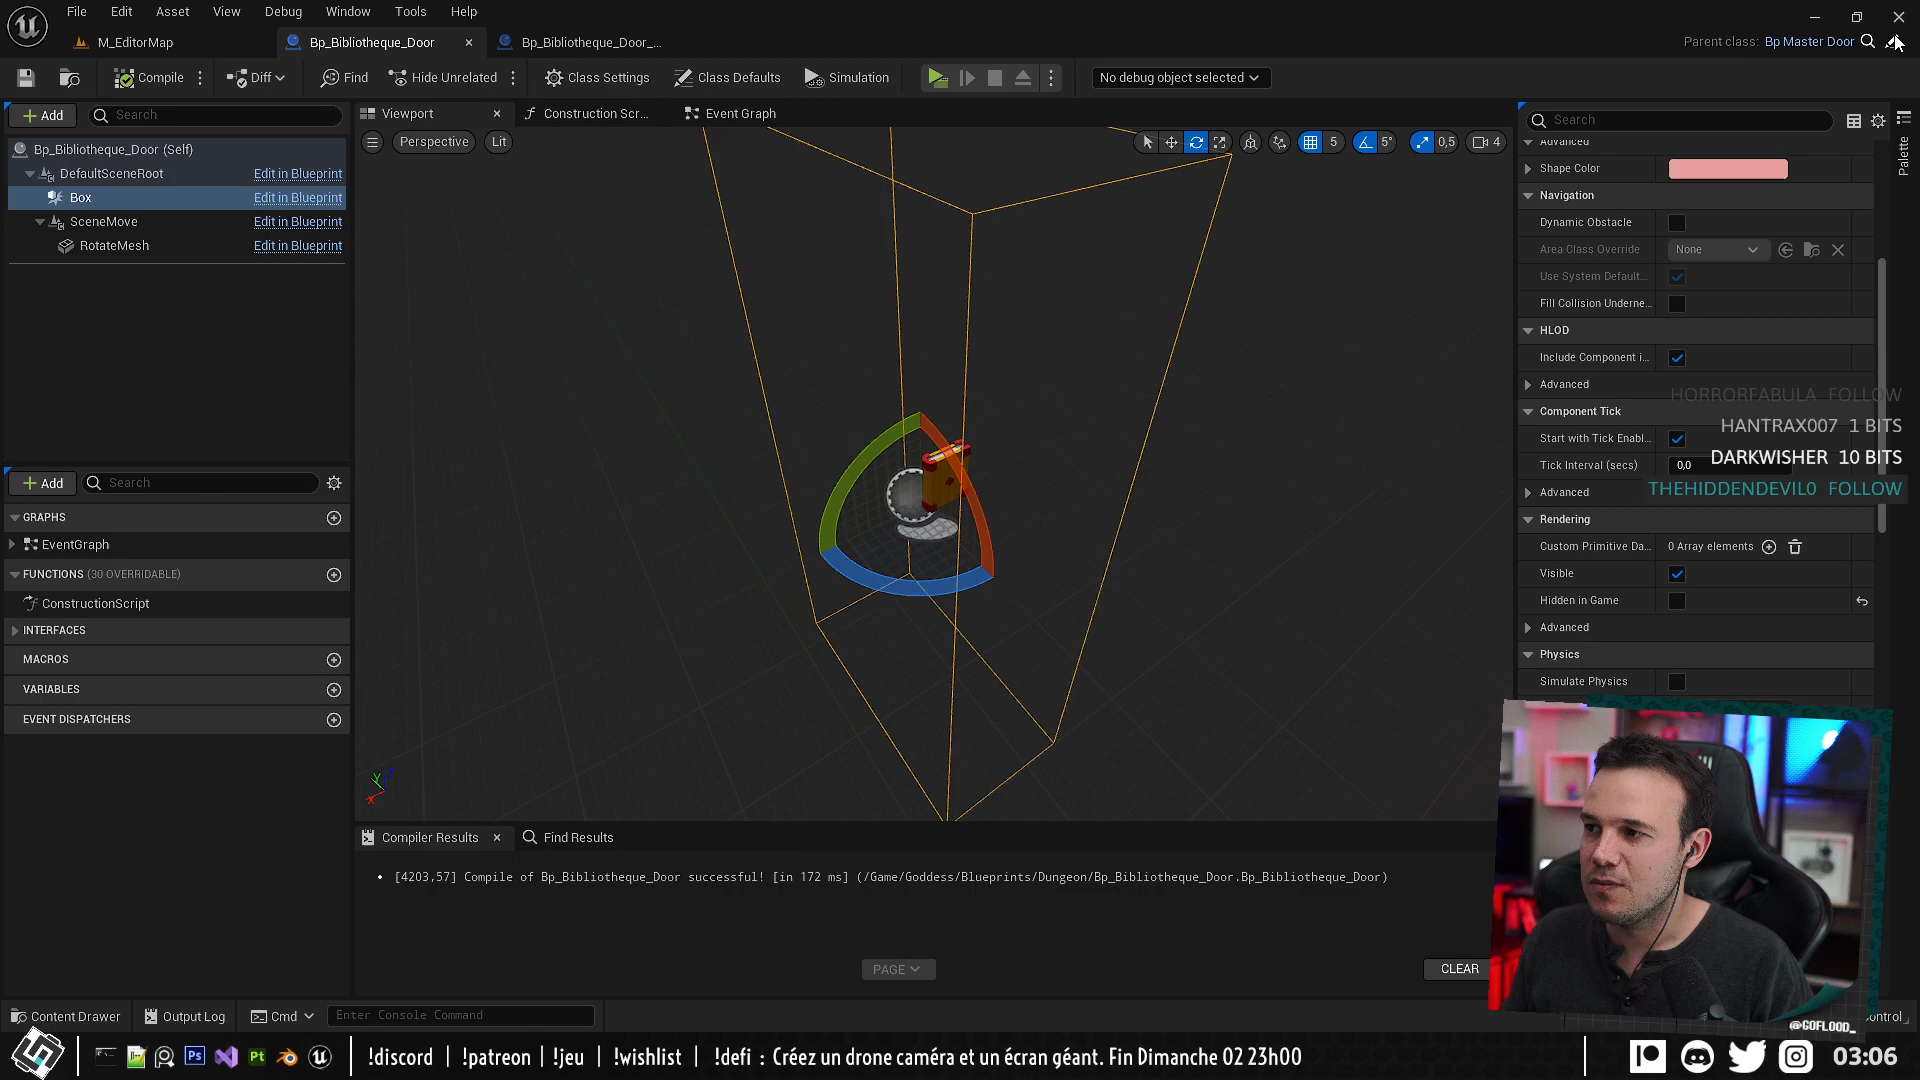 File Edit Asset View Debug Window Tools Help
M_EditorMap
Bp_Bibliotheque_Door
Bp_Bibliotheque_Door_...
Parent class: Bp Master Door
Compile
Diff
Find
Hide Unrelated
Class Settings
Class Defaults
Simulation
No debug object selected
Add
Search
Viewport
Construction Scr...
Event Graph
Search
Palette
Perspective
Lit
5
5°
0,5
4
Bp_Bibliotheque_Door (Self)
DefaultSceneRoot Edit in Blueprint
Box Edit in Blueprint
SceneMove Edit in Blueprint
RotateMesh Edit in Blueprint
Advanced
Shape Color
Navigation
Dynamic Obstacle
Area Class Override None
Use System Default...
Fill Collision Underne...
HLOD
Include Component i...
Advanced
HORRORFABULA FOLLOW
Component Tick
HANTRAX007 1 BITS
Start with Tick Enabl...
DARKWISHER 10 BITS
Tick Interval (secs) 0,0
THEHIDDENDEVIL0 FOLLOW
Advanced
Rendering
Custom Primitive Da... 0 Array elements
Visible
Hidden in Game
Advanced
Physics
Simulate Physics
Add
Search
GRAPHS
EventGraph
FUNCTIONS (30 OVERRIDABLE)
ConstructionScript
INTERFACES
MACROS
VARIABLES
EVENT DISPATCHERS
Y
X
Compiler Results
Find Results
• [4203,57] Compile of Bp_Bibliotheque_Door successful! [in 172 ms] (/Game/Goddess/Blueprints/Dungeon/Bp_Bibliotheque_Door.Bp_Bibliotheque_Door)
PAGE
CLEAR
Content Drawer
Output Log
Cmd
Enter Console Command
ontrol
@GOFLOOD_
Ps
Pt
!discord | !patreon | !jeu | !wishlist | !defi : Créez un drone caméra et un écran géant. Fin Dimanche 02 23h00
03:06